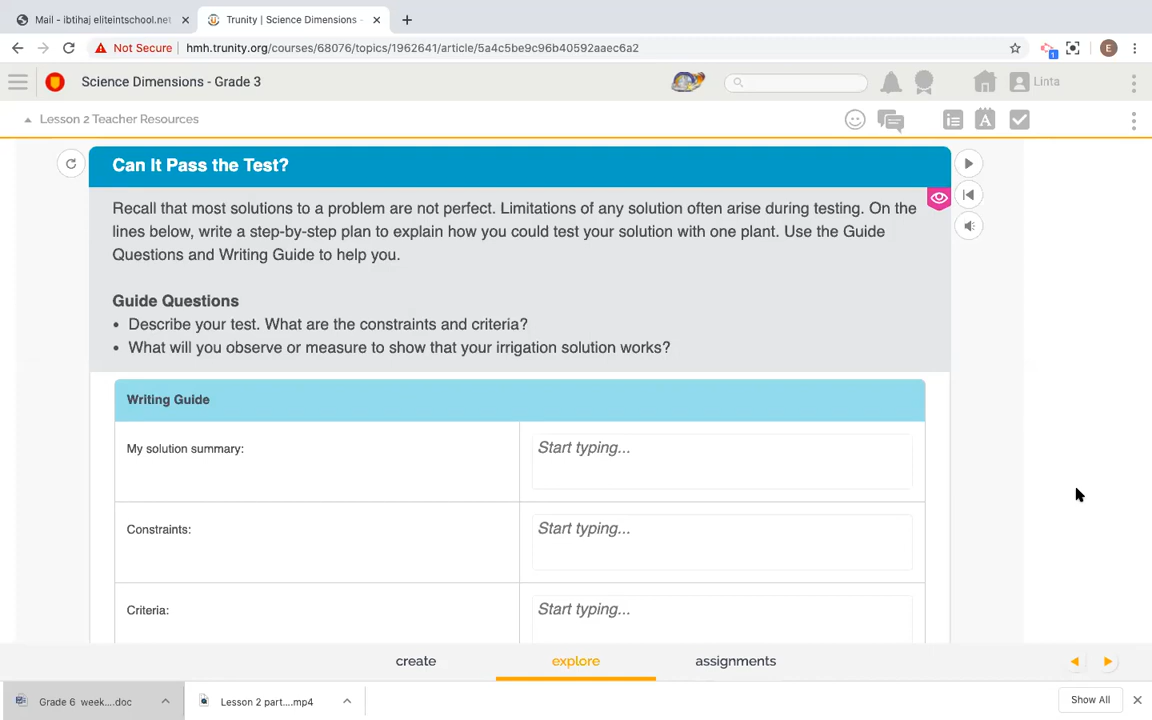 Mail - ibtihaj eliteintschool.net
Trunity | Science Dimensions -
Not Secure
hmh.trunity.org/courses/68076/topics/1962641/article/5a4c5be9c96b40592aaec6a2
1
E
Science Dimensions - Grade 3
Linta
Lesson 2 Teacher Resources
A
Can It Pass the Test?
Recall that most solutions to a problem are not perfect. Limitations of any solution often arise during testing. On the
lines below, write a step-by-step plan to explain how you could test your solution with one plant. Use the Guide
Questions and Writing Guide to help you.
Guide Questions
• Describe your test. What are the constraints and criteria?
• What will you observe or measure to show that your irrigation solution works?
Writing Guide
My solution summary:
Start typing...
Constraints:
Start typing...
Criteria:
Start typing...
create
explore
assignments
Grade 6 week....doc
Lesson 2 part....mp4
Show All